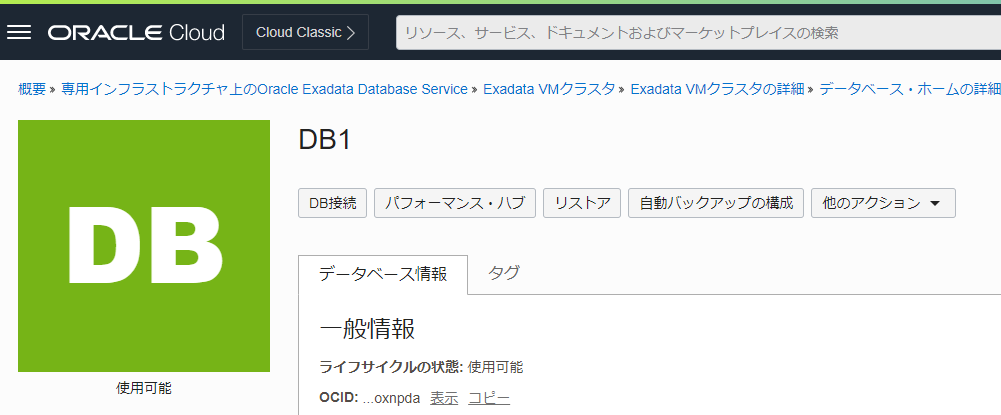 ORACLE Cloud Cloud Classic リソース、サービス、ドキュメントおよびマーケットプレイスの検索
概要 » 専用インフラストラクチャ上のOracle Exadata Database Service » Exadata VMクラスタ » Exadata VMクラスタの詳細 » データベース・ホームの詳細
DB
使用可能
DB1
DB接続 パフォーマンス・ハブ リストア 自動バックアップの構成 他のアクション
データベース情報 タグ
一般情報
ライフサイクルの状態: 使用可能
OCID: ...oxnpda 表示 コピー